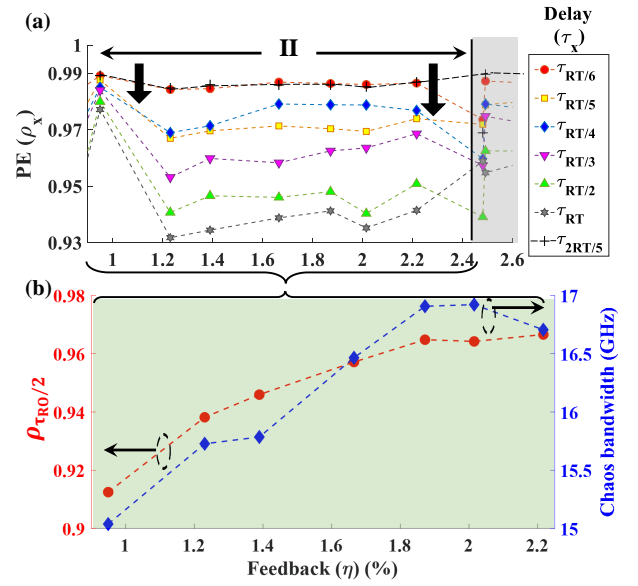 (a)
Delay
(τx)
II
PE (ρx)
1
0.99
0.97
0.95
0.93
1 1.2 1.4 1.6 1.8 2 2.2 2.4 2.6
τRT/6
τRT/5
τRT/4
τRT/3
τRT/2
τRT
τ2RT/5
(b)
ρτRO/2
0.98
0.96
0.94
0.92
0.9
17
16.5
16
15.5
15
Chaos bandwidth (GHz)
1 1.2 1.4 1.6 1.8 2 2.2
Feedback (η) (%)